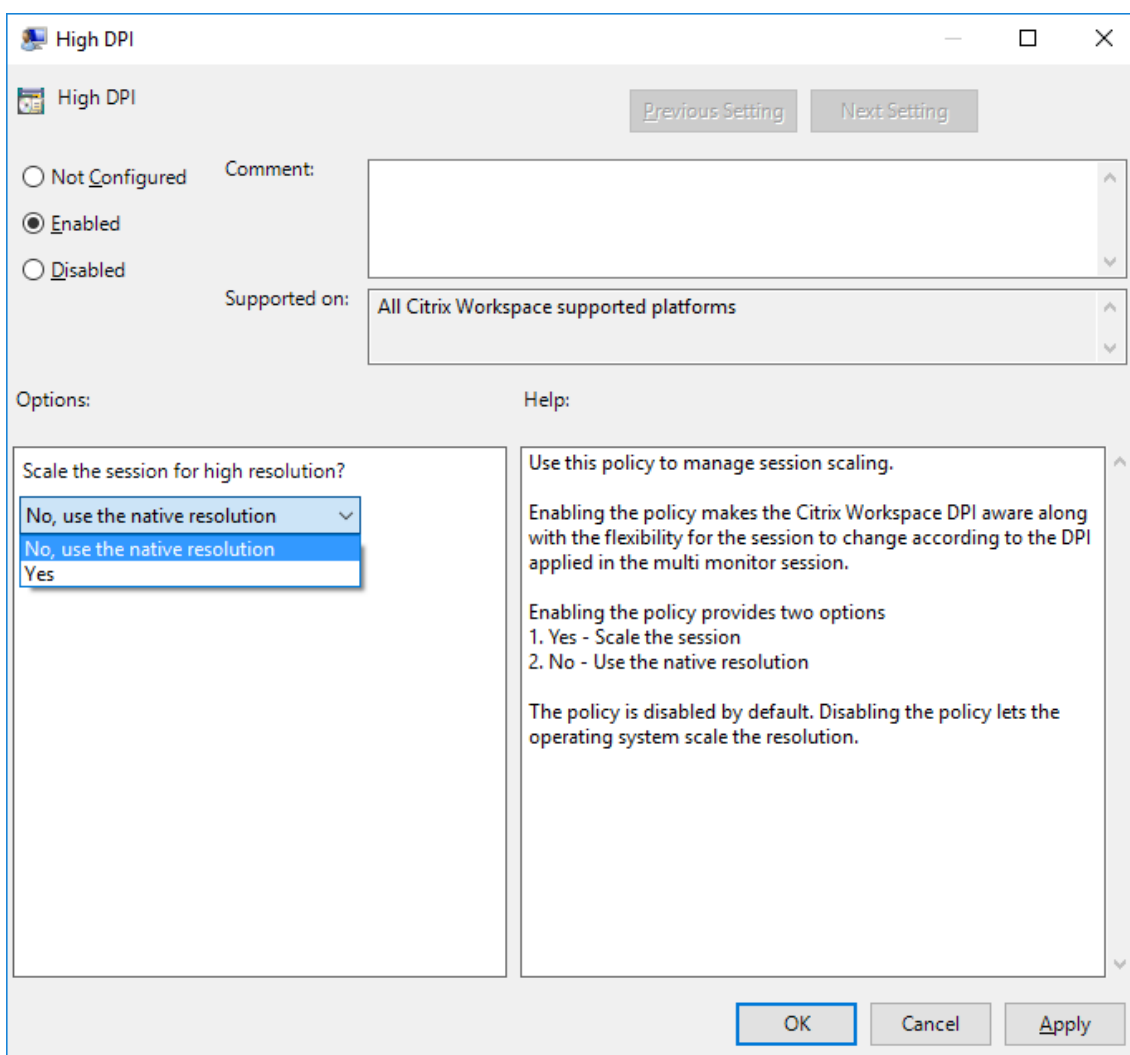 High DPI
High DPI
Previous Setting
Next Setting
Not Configured
Comment:
Enabled
Disabled
Supported on:
All Citrix Workspace supported platforms
Options:
Help:
Scale the session for high resolution?
No, use the native resolution
No, use the native resolution
Yes
Use this policy to manage session scaling.
Enabling the policy makes the Citrix Workspace DPI aware along
with the flexibility for the session to change according to the DPI
applied in the multi monitor session.
Enabling the policy provides two options
1. Yes - Scale the session
2. No - Use the native resolution
The policy is disabled by default. Disabling the policy lets the
operating system scale the resolution.
OK
Cancel
Apply